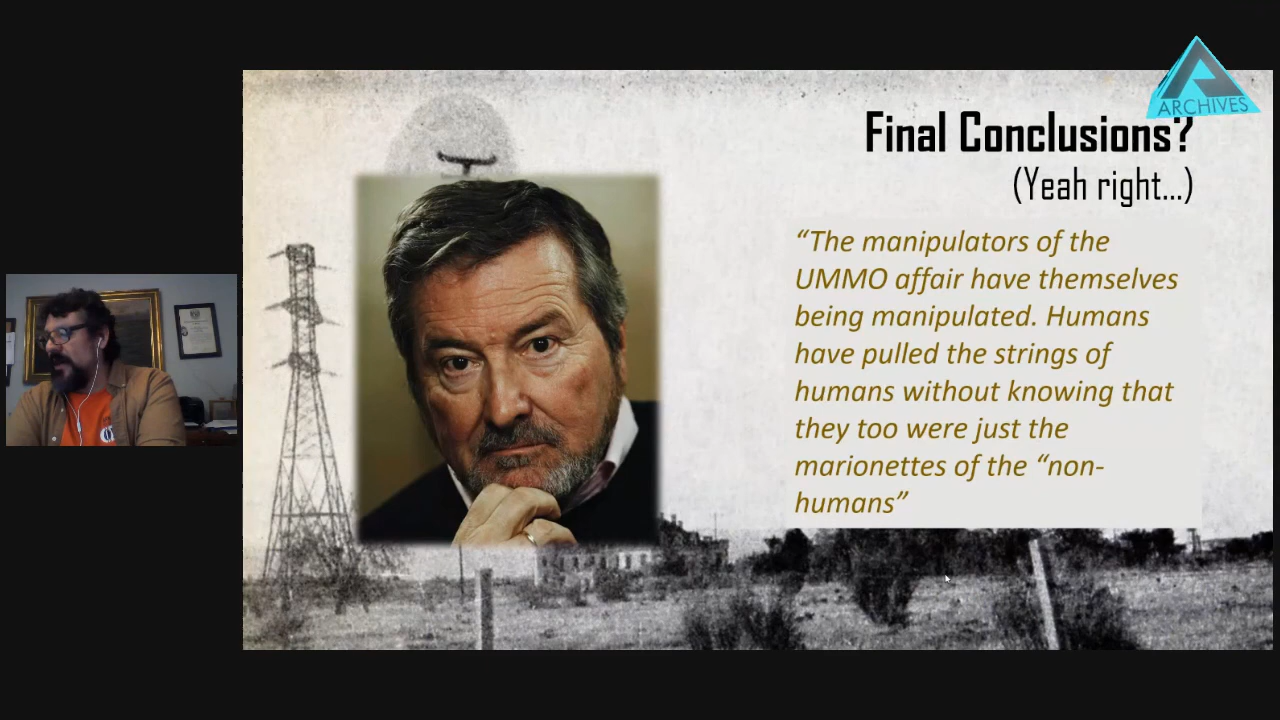 ARCHIVES
Final Conclusions?
(Yeah right...)
“The manipulators of the
UMMO affair have themselves
being manipulated. Humans
have pulled the strings of
humans without knowing that
they too were just the
marionettes of the “non-
humans”